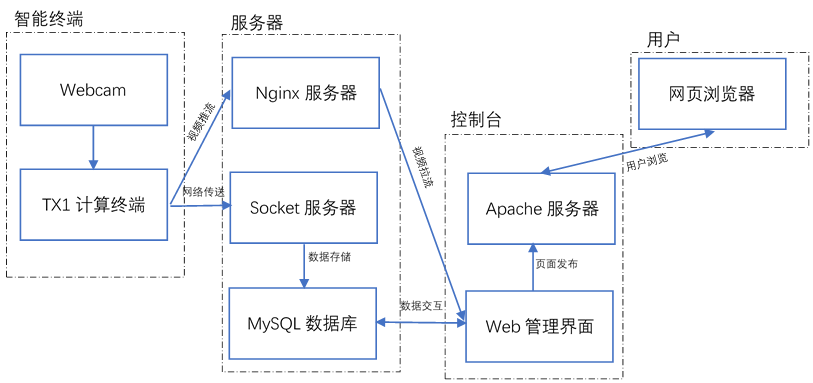 智能终端
Webcam
TX1 计算终端
视频推流
网络传送
服务器
Nginx 服务器
Socket 服务器
数据存储
MySQL 数据库
视频拉流
数据交互
控制台
Apache 服务器
页面发布
Web 管理界面
用户
网页浏览器
用户浏览